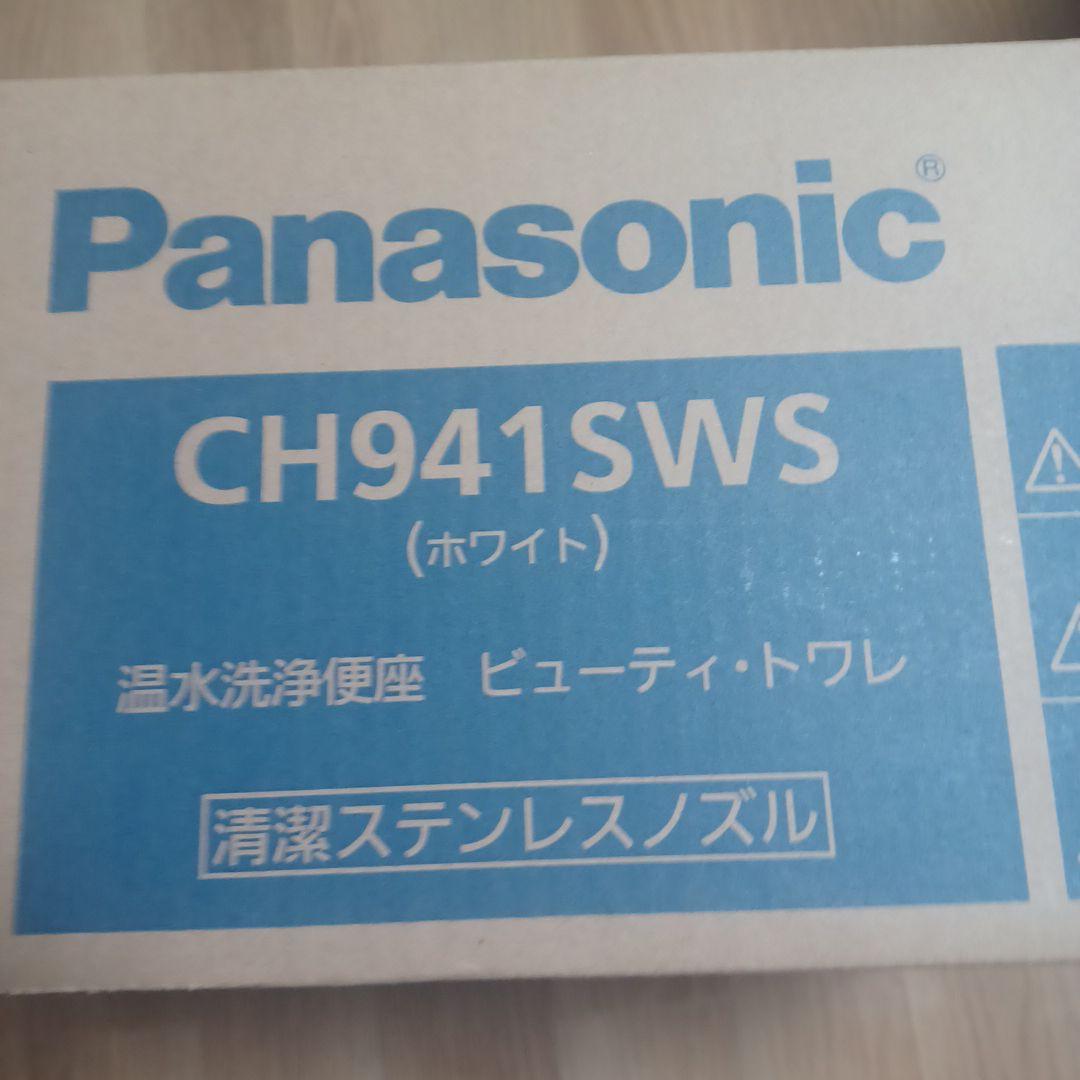 Panasonic®
CH941SWS
(ホワイト)
温水洗浄便座 ビューティ・トワレ
清潔ステンレスノズル